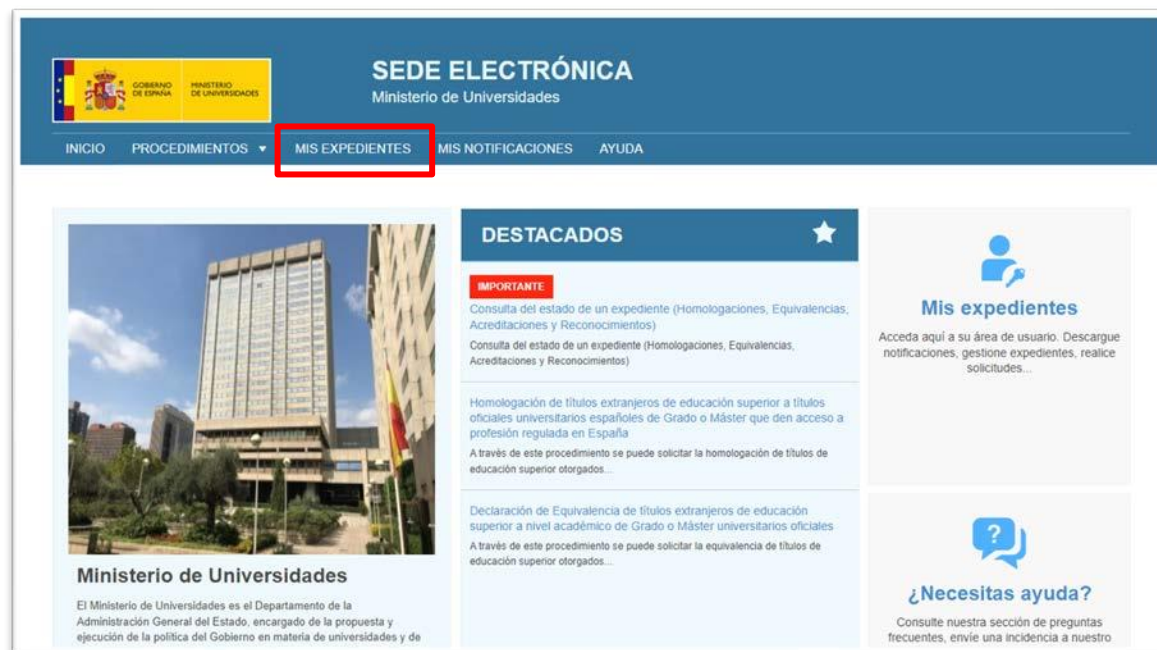 GOBIERNO
DE ESPAÑA
MINISTERIO
DE UNIVERSIDADES
SEDE ELECTRÓNICA
Ministerio de Universidades
INICIO PROCEDIMIENTOS MIS EXPEDIENTES MIS NOTIFICACIONES AYUDA
Ministerio de Universidades
El Ministerio de Universidades es el Departamento de la
Administración General del Estado, encargado de la propuesta y
ejecución de la política del Gobierno en materia de universidades y de
DESTACADOS
IMPORTANTE
Consulta del estado de un expediente (Homologaciones, Equivalencias,
Acreditaciones y Reconocimientos)
Consulta del estado de un expediente (Homologaciones, Equivalencias,
Acreditaciones y Reconocimientos)
Homologación de títulos extranjeros de educación superior a títulos
oficiales universitarios españoles de Grado o Máster que den acceso a
profesión regulada en España
A través de este procedimiento se puede solicitar la homologación de títulos de
educación superior otorgados...
Declaración de Equivalencia de títulos extranjeros de educación
superior a nivel académico de Grado o Máster universitarios oficiales
A través de este procedimiento se puede solicitar la equivalencia de títulos de
educación superior otorgados...
Mis expedientes
Acceda aquí a su área de usuario. Descargue
notificaciones, gestione expedientes, realice
solicitudes...
¿Necesitas ayuda?
Consulte nuestra sección de preguntas
frecuentes, envíe una incidencia a nuestro